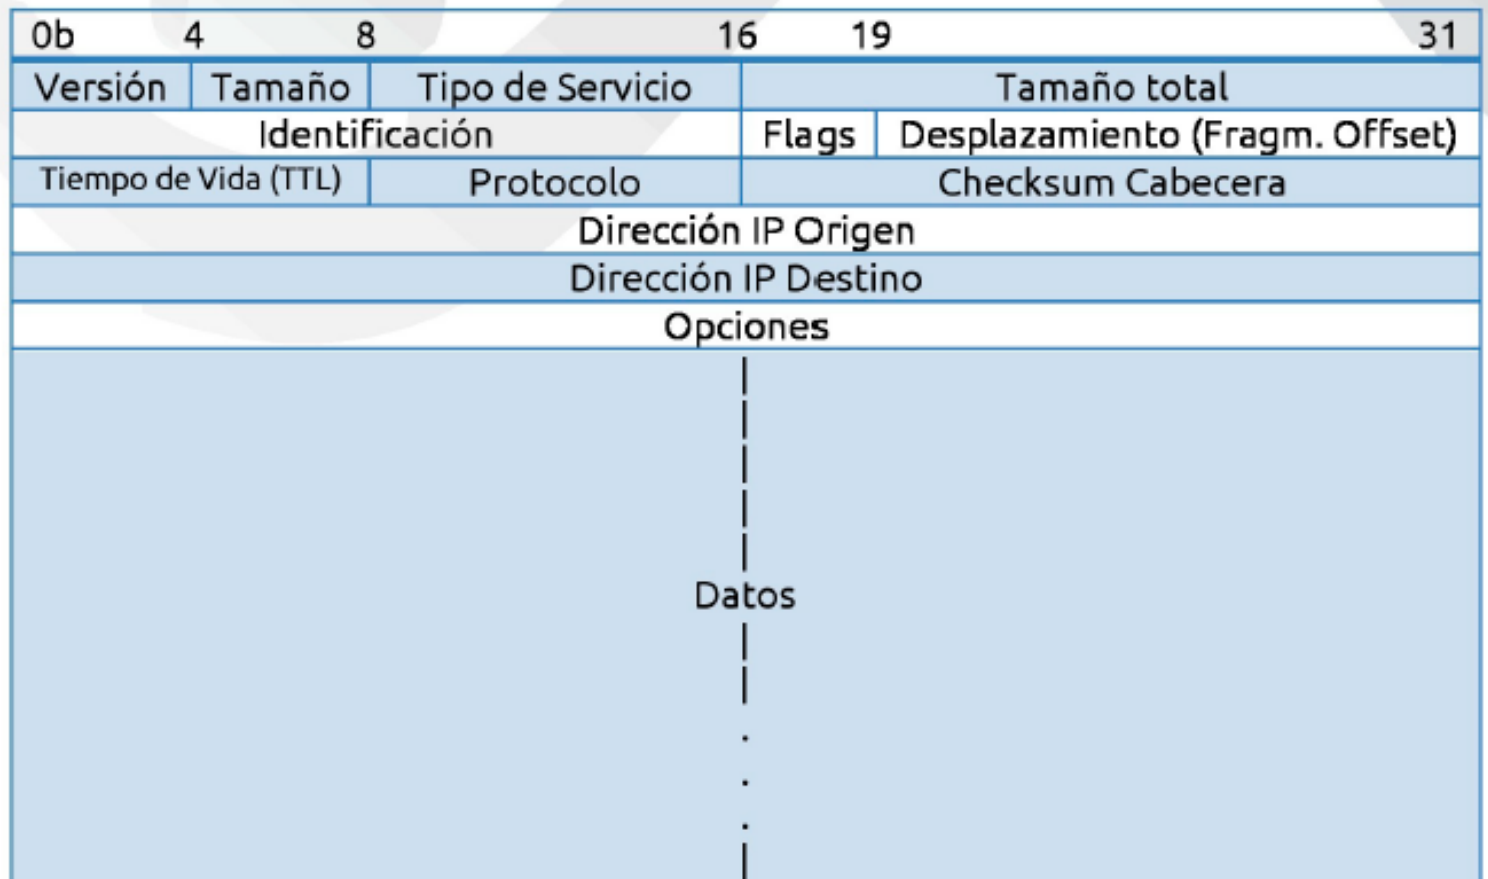 0b 4 8 16 19 31
Versión Tamaño Tipo de Servicio Tamaño total
Identificación Flags Desplazamiento (Fragm. Offset)
Tiempo de Vida (TTL) Protocolo Checksum Cabecera
Dirección IP Origen
Dirección IP Destino
Opciones
Datos